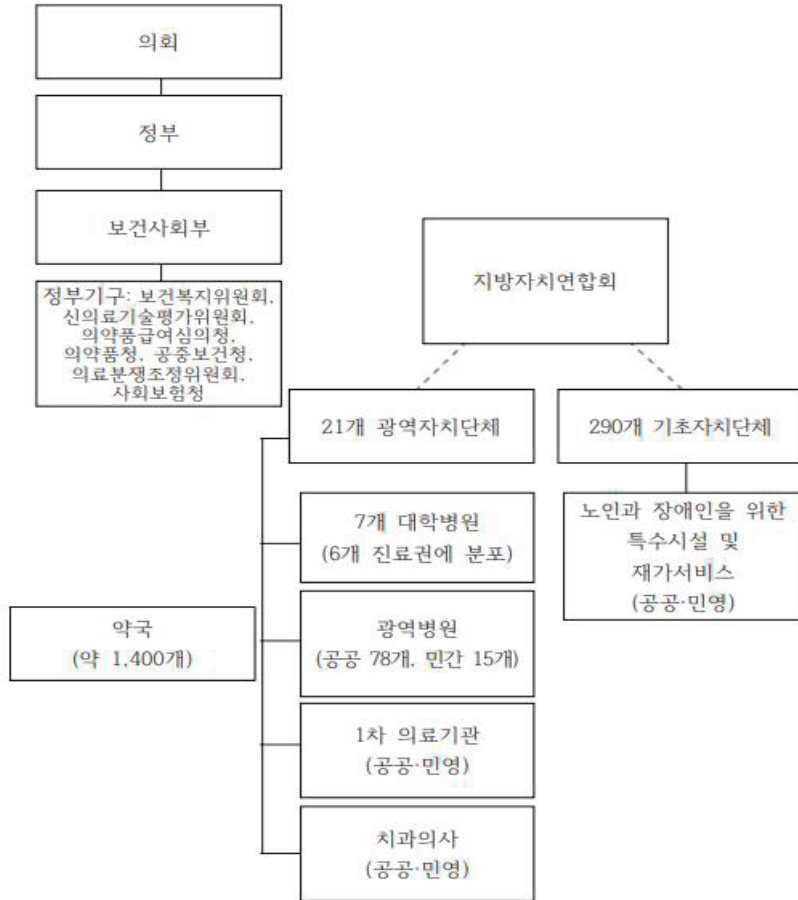 의회
정부
보건사회부
정부기구: 보건복지위원회,
신의료기술평가위원회,
의약품급여심의청,
의약품청, 공중보건청,
의료분쟁조정위원회,
사회보험청
지방자치연합회
21개 광역자치단체
290개 기초자치단체
7개 대학병원
(6개 진료권에 분포)
노인과 장애인을 위한
특수시설 및
재가서비스
(공공·민영)
약국
(약 1,400개)
광역병원
(공공 78개, 민간 15개)
1차 의료기관
(공공·민영)
치과의사
(공공·민영)